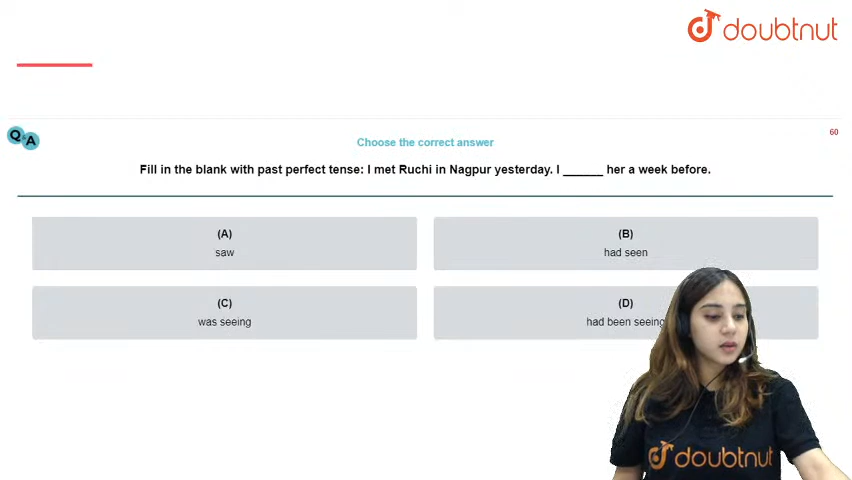 doubtnut
Q & A
60
Choose the correct answer
Fill in the blank with past perfect tense: I met Ruchi in Nagpur yesterday. I ______ her a week before.
(A)
saw
(B)
had seen
(C)
was seeing
(D)
had been seeing
doubtnut